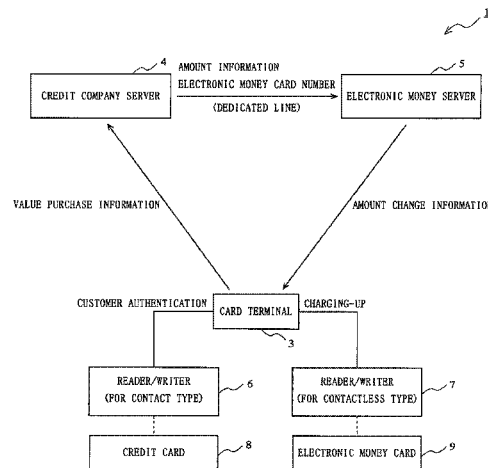 1
4
5
AMOUNT INFORMATION
ELECTRONIC MONEY CARD NUMBER
(DEDICATED LINE)
CREDIT COMPANY SERVER
ELECTRONIC MONEY SERVER
VALUE PURCHASE INFORMATION
AMOUNT CHANGE INFORMATION
CUSTOMER AUTHENTICATION
CARD TERMINAL
CHARGING-UP
3
READER/WRITER
(FOR CONTACT TYPE)
6
READER/WRITER
(FOR CONTACTLESS TYPE)
7
CREDIT CARD
8
ELECTRONIC MONEY CARD
9